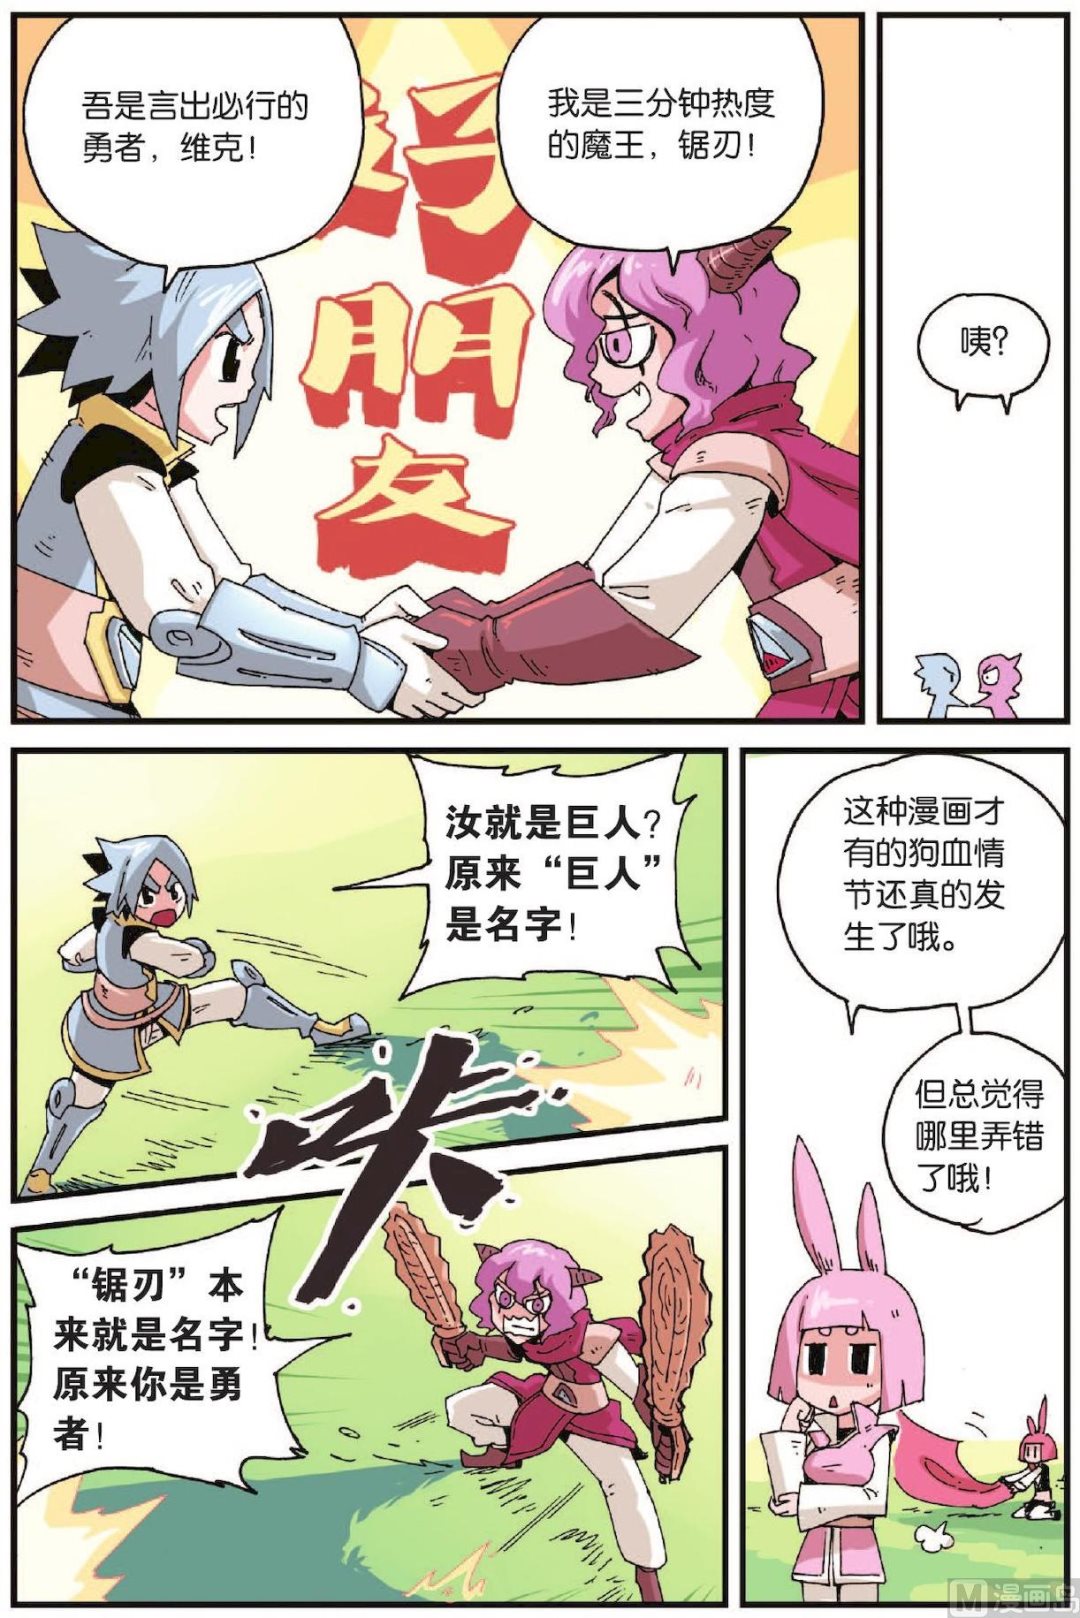 吾是言出必行的
勇者，维克！
我是三分钟热度
的魔王，锯刃！
好
朋
友
咦？
汝就是巨人？
原来“巨人”
是名字！
咔
“锯刃”本
来就是名字！
原来你是勇
者！
这种漫画才
有的狗血情
节还真的发
生了哦。
但总觉得
哪里弄错
了哦！
M 漫画岛